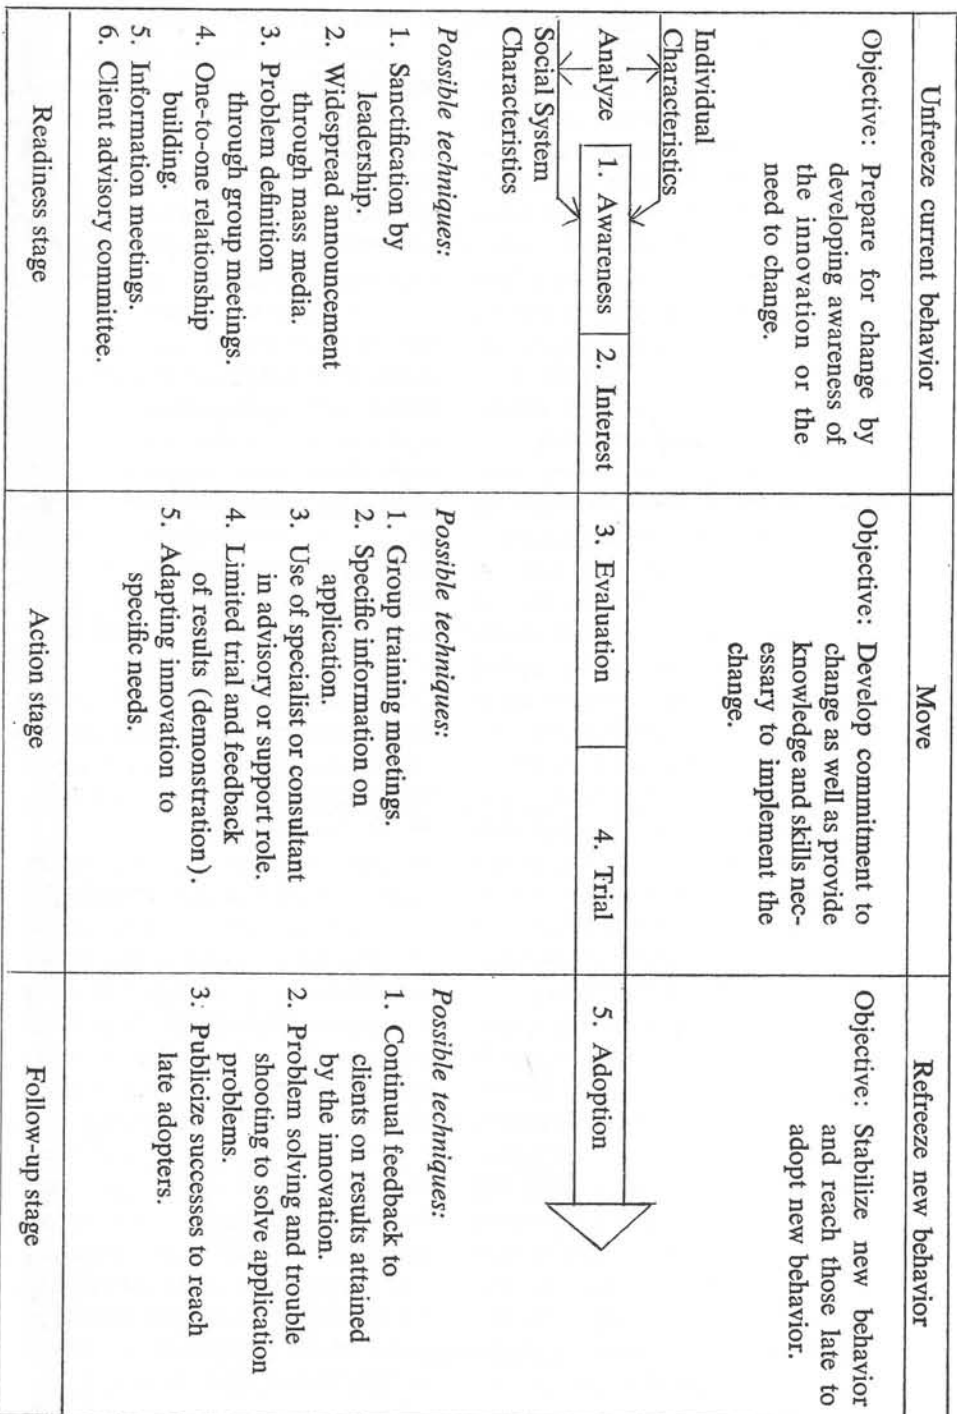 Unfreeze current behavior
Objective: Prepare for change by
developing awareness of
the innovation or the
need to change.
Individual
Characteristics
Analyze
Social System
Characteristics
1. Awareness
2. Interest
Possible techniques:
1. Sanctification by
leadership.
2. Widespread announcement
through mass media.
3. Problem definition
through group meetings.
4. One-to-one relationship
building.
5. Information meetings.
6. Client advisory committee.
Readiness stage
Move
Objective: Develop commitment to
change as well as provide
knowledge and skills nec-
essary to implement the
change.
3. Evaluation
4. Trial
Possible techniques:
1. Group training meetings.
2. Specific information on
application.
3. Use of specialist or consultant
in advisory or support role.
4. Limited trial and feedback
of results (demonstration).
5. Adapting innovation to
specific needs.
Action stage
Refreeze new behavior
Objective: Stabilize new behavior
and reach those late to
adopt new behavior.
5. Adoption
Possible techniques:
1. Continual feedback to
clients on results attained
by the innovation.
2. Problem solving and trouble
shooting to solve application
problems.
3. Publicize successes to reach
late adopters.
Follow-up stage